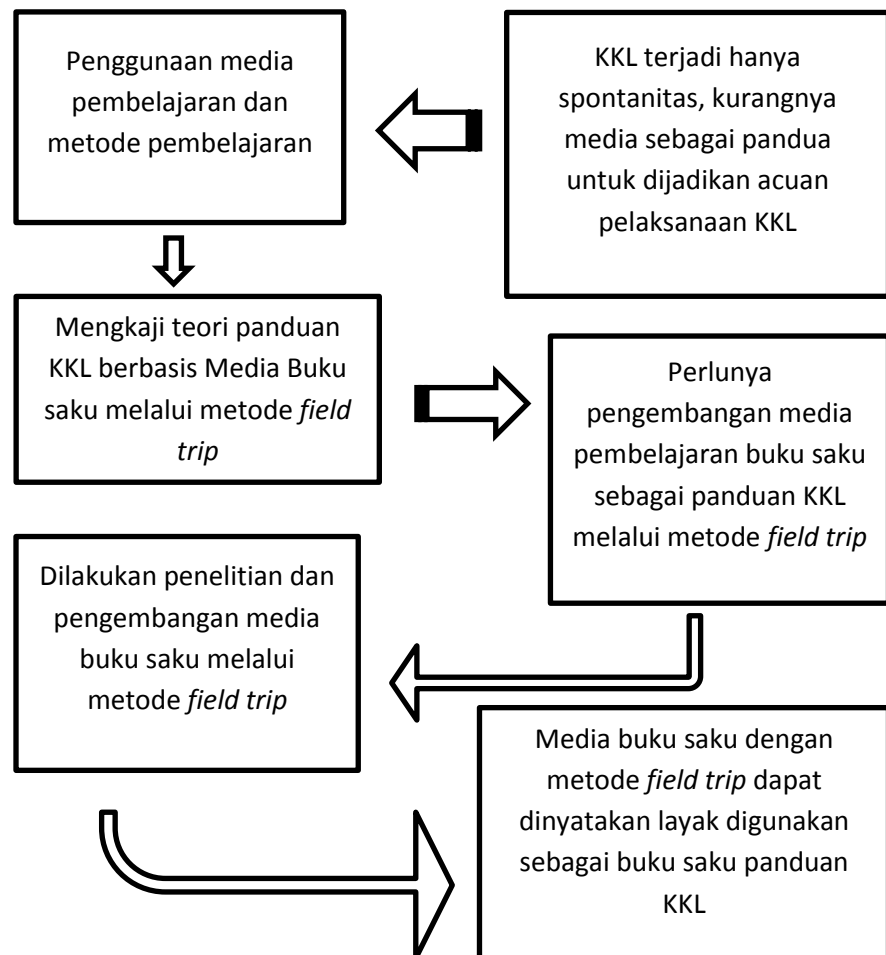 Penggunaan media
pembelajaran dan
metode pembelajaran
KKL terjadi hanya
spontanitas, kurangnya
media sebagai pandua
untuk dijadikan acuan
pelaksanaan KKL
Mengkaji teori panduan
KKL berbasis Media Buku
saku melalui metode field
trip
Perlunya
pengembangan media
pembelajaran buku saku
sebagai panduan KKL
melalui metode field trip
Dilakukan penelitian dan
pengembangan media
buku saku melalui
metode field trip
Media buku saku dengan
metode field trip dapat
dinyatakan layak digunakan
sebagai buku saku panduan
KKL